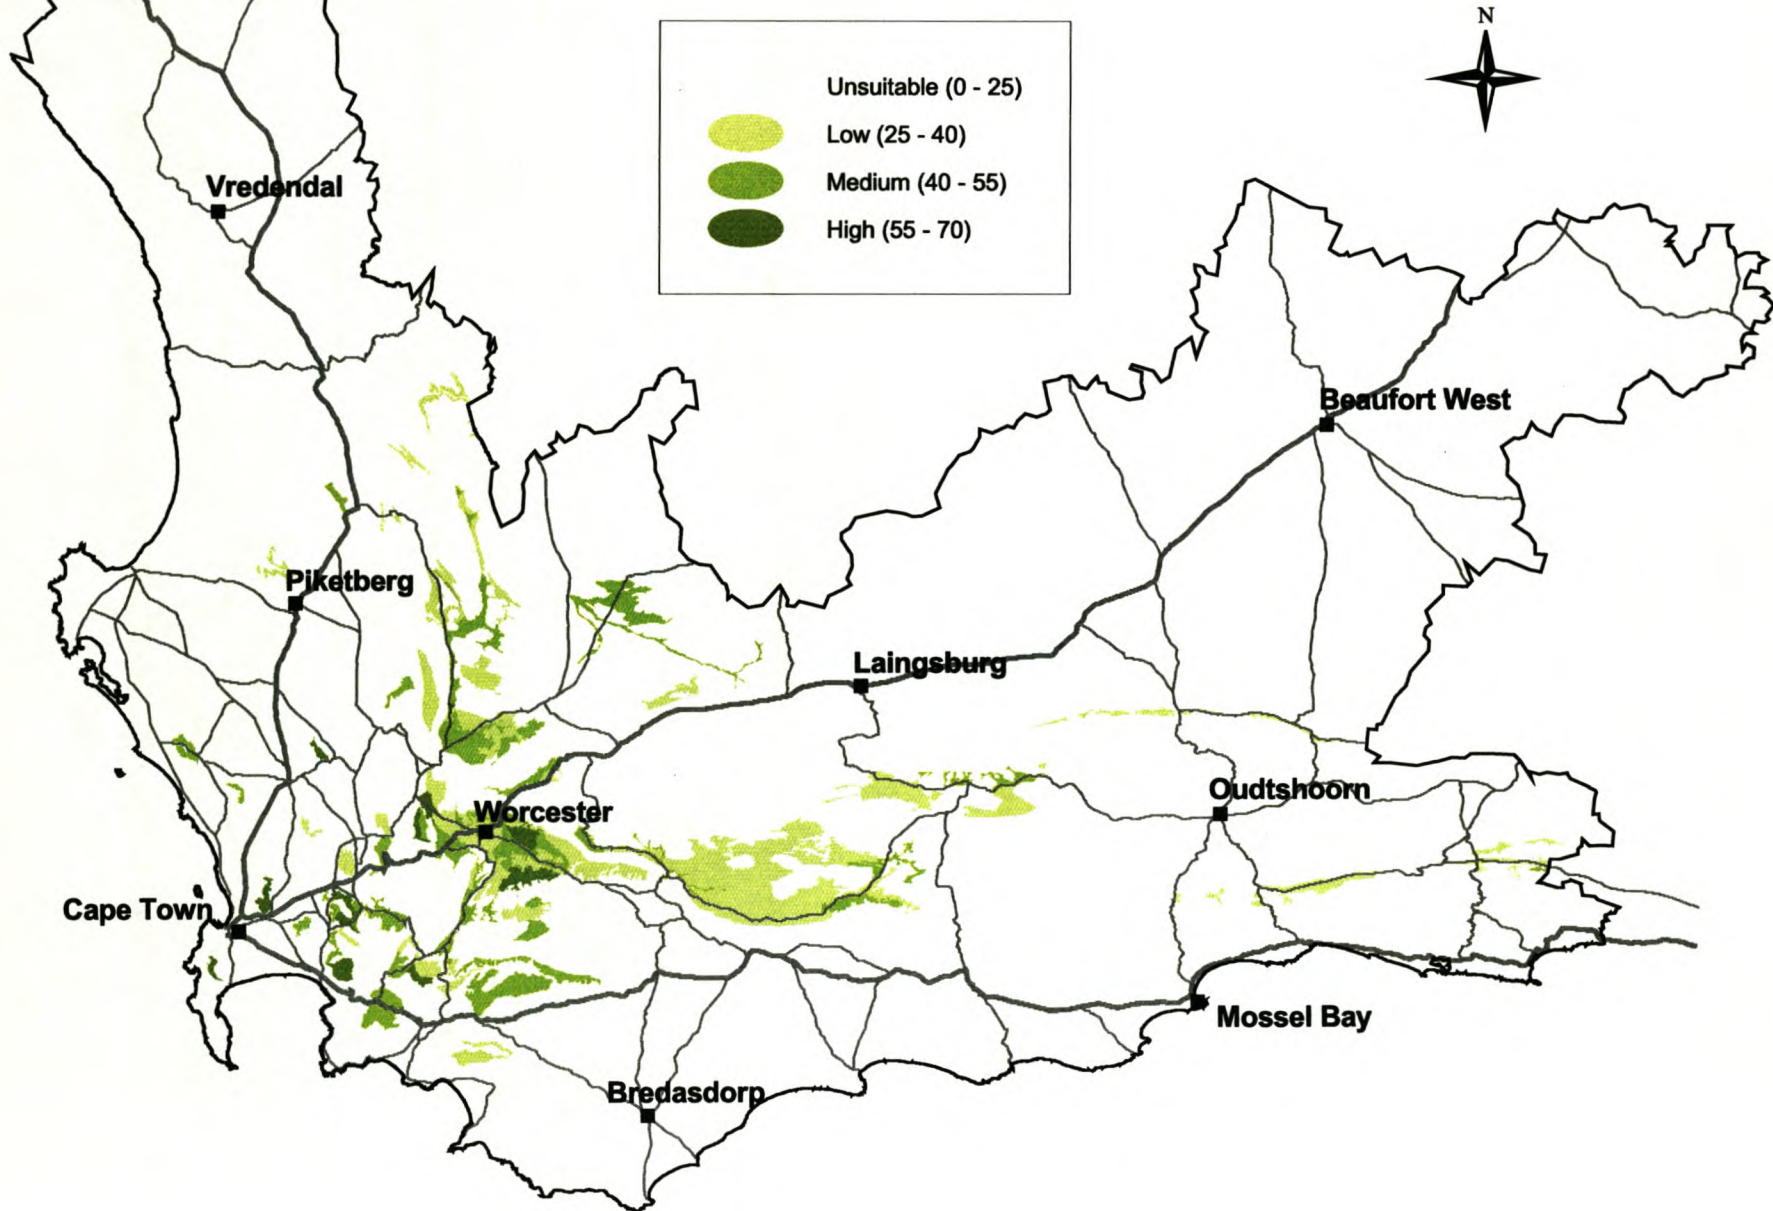 N
Unsuitable (0 - 25)
Low (25 - 40)
Medium (40 - 55)
High (55 - 70)
Vredendal
Beaufort West
Piketberg
Laingsburg
Oudtshoorn
Worcester
Cape Town
Mossel Bay
Bredasdorp